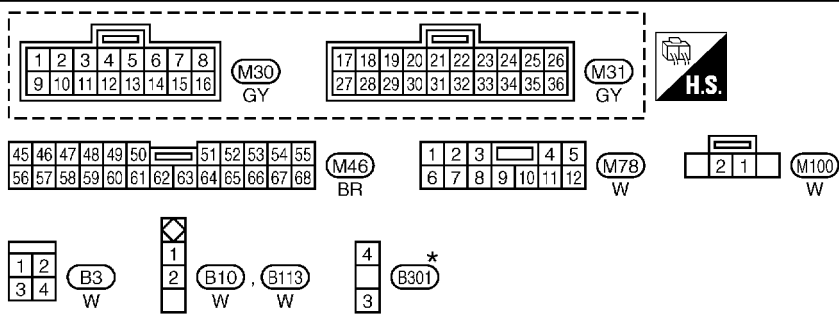 1 2 3 4 5 6 7 8
9 10 11 12 13 14 15 16
M30
GY
17 18 19 20 21 22 23 24 25 26
27 28 29 30 31 32 33 34 35 36
M31
GY
H.S.
45 46 47 48 49 50 51 52 53 54 55
56 57 58 59 60 61 62 63 64 65 66 67 68
M46
BR
1 2 3 4 5
6 7 8 9 10 11 12
M78
W
2 1
M100
W
1 2
3 4
B3
W
1
2
B10 , B113
W W
4
3
B301 *